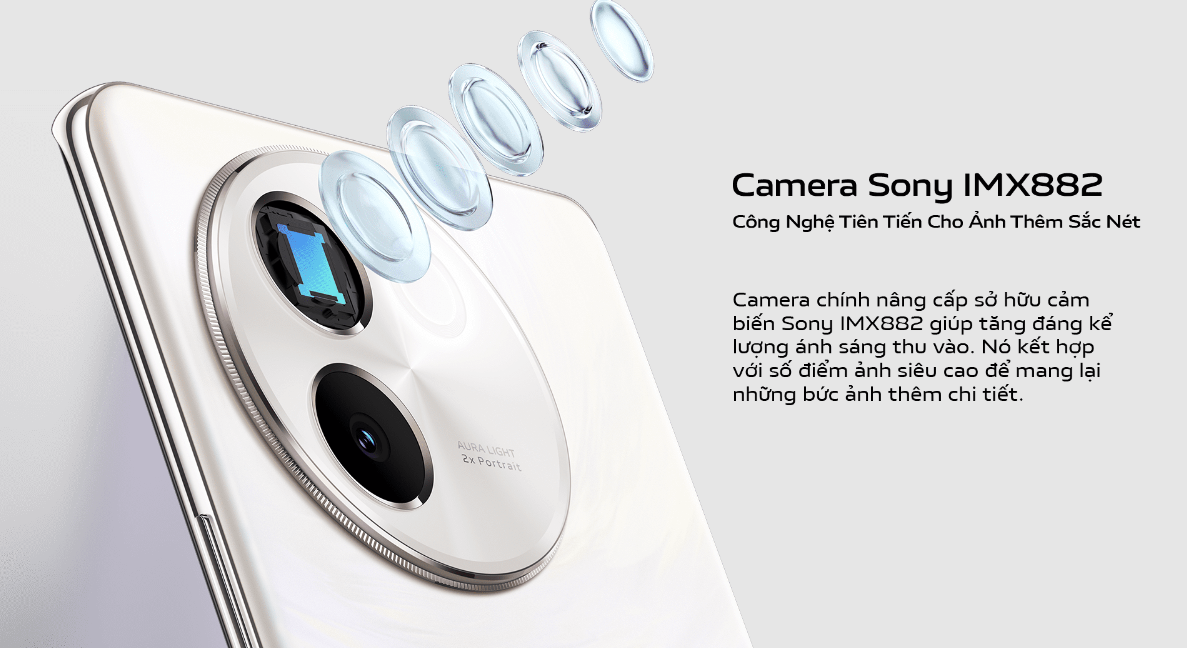 Camera Sony IMX882
Công Nghệ Tiên Tiến Cho Ảnh Thêm Sắc Nét
Camera chính nâng cấp sở hữu cảm
biến Sony IMX882 giúp tăng đáng kể
lượng ánh sáng thu vào. Nó kết hợp
với số điểm ảnh siêu cao để mang lại
những bức ảnh thêm chi tiết.
AURA LIGHT
2x Portrait